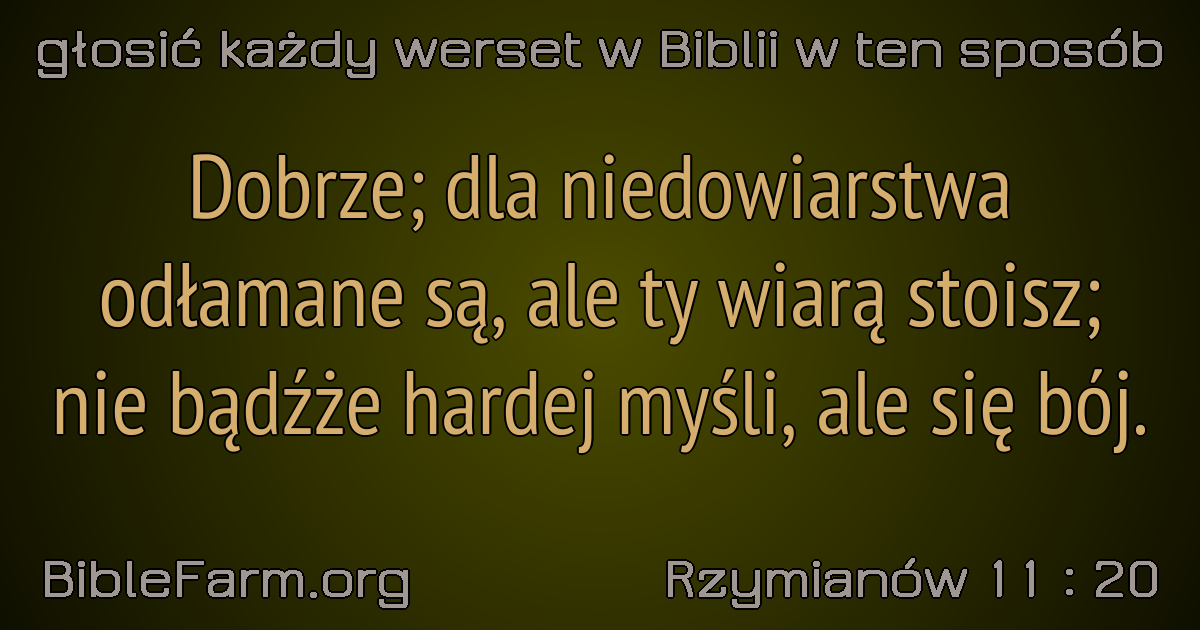 głosić każdy werset w Biblii w ten sposób
Dobrze; dla niedowiarstwa
odłamane są, ale ty wiarą stoisz;
nie bądźże hardej myśli, ale się bój.
BibleFarm.org
Rzymianów 11 : 20